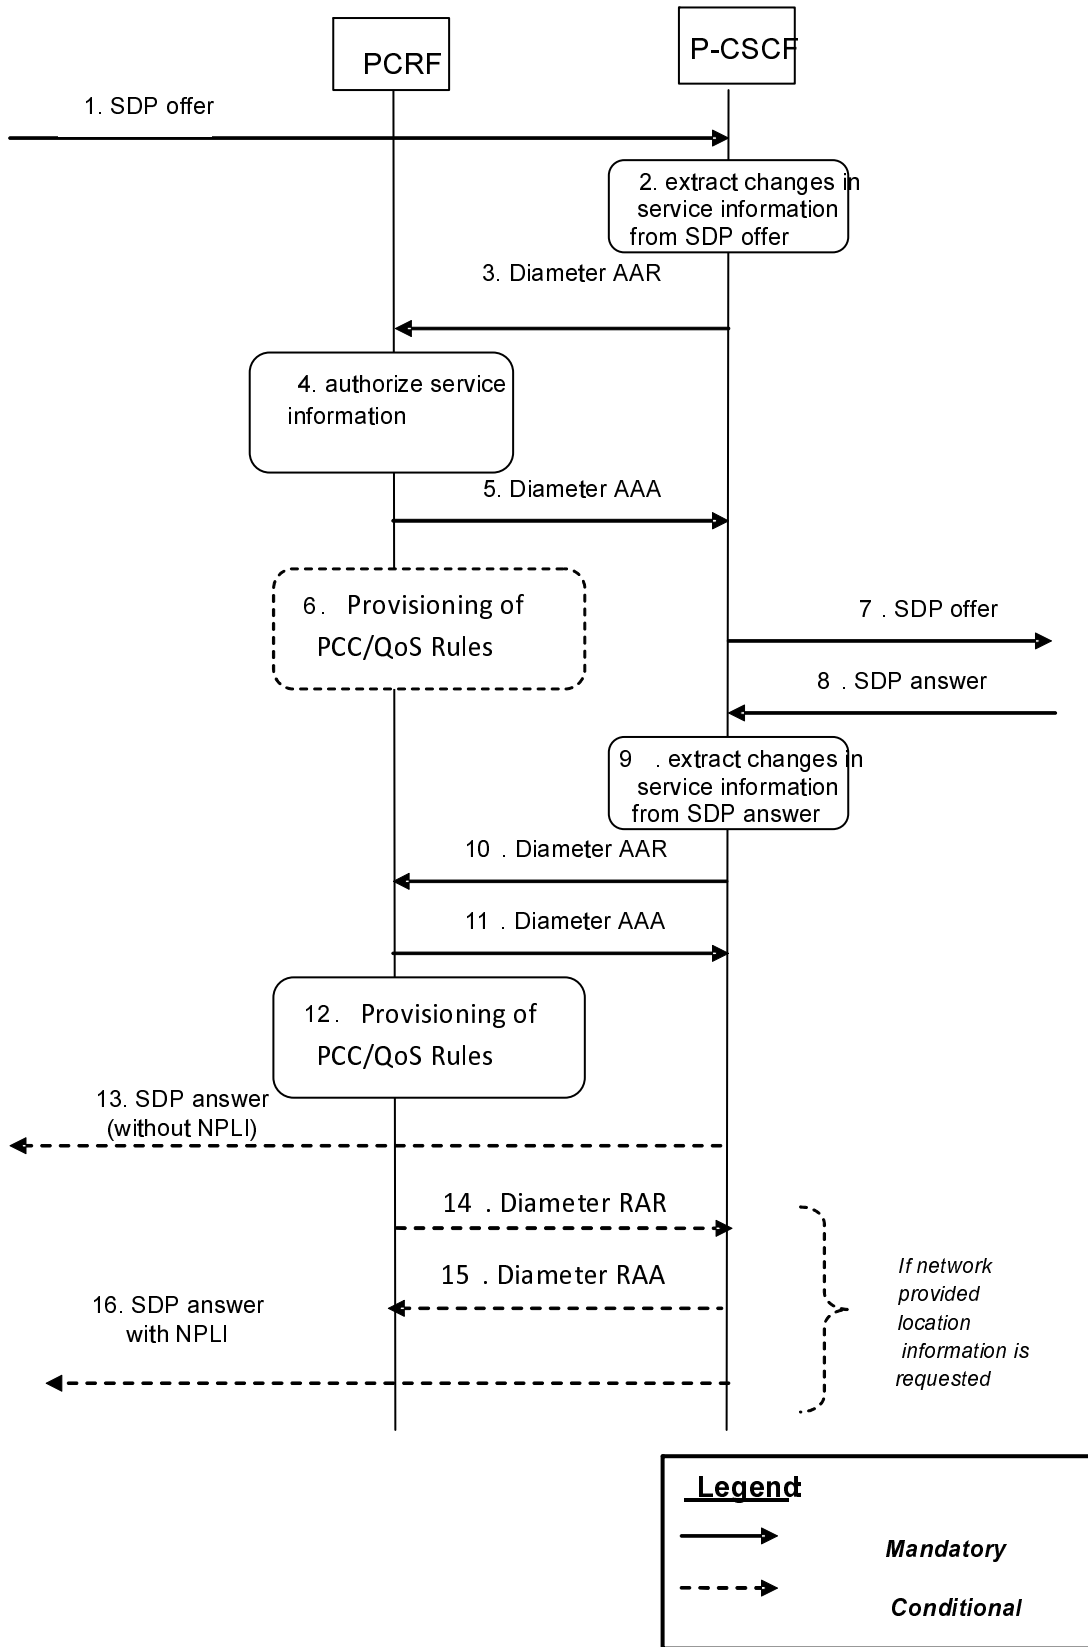 PCRF
P-CSCF
1. SDP offer
2. extract changes in
service information
from SDP offer
3. Diameter AAR
4. authorize service
information
5. Diameter AAA
6. Provisioning of
PCC/QoS Rules
7 . SDP offer
8 . SDP answer
9 . extract changes in
service information
from SDP answer
10 . Diameter AAR
11 . Diameter AAA
12. Provisioning of
PCC/QoS Rules
13. SDP answer
(without NPLI)
14 . Diameter RAR
15 . Diameter RAA
16. SDP answer
with NPLI
If network
provided
location
information is
requested
Legend:
Mandatory
Conditional